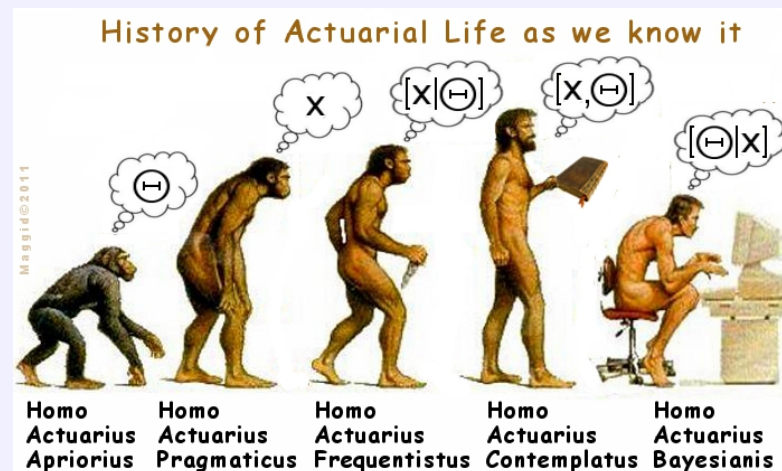 History of Actuarial Life as we know it
Θ
x
[x|Θ]
[x,Θ]
[Θ|x]
Maggid©2011
Homo Actuarius Apriorius
Homo Actuarius Pragmaticus
Homo Actuarius Frequentistus
Homo Actuarius Contemplatus
Homo Actuarius Bayesianis